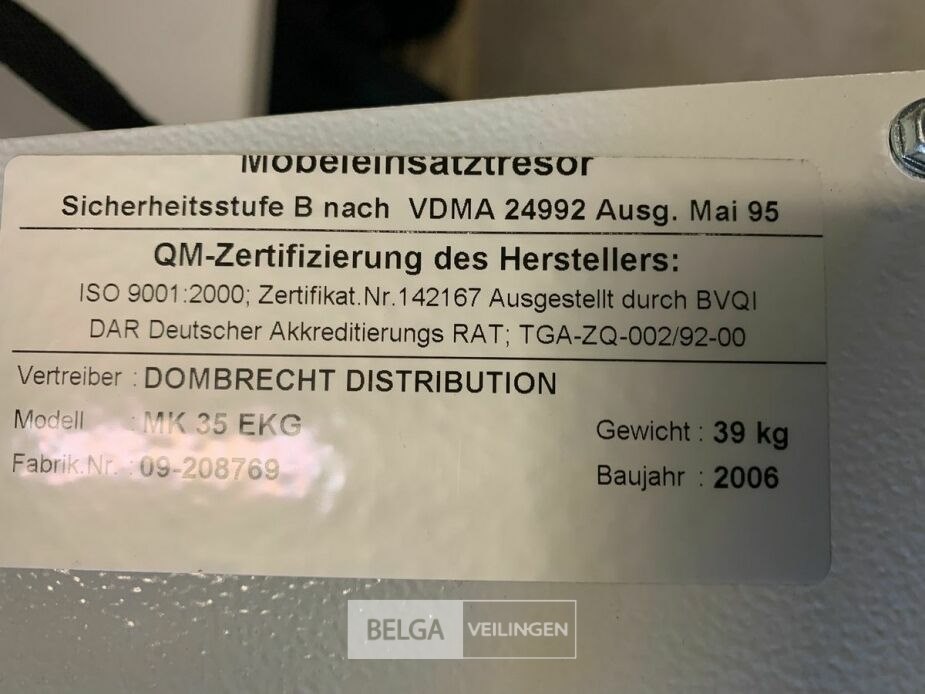 Möbeleinsatztresor
Sicherheitsstufe B nach VDMA 24992 Ausg. Mai 95
QM-Zertifizierung des Herstellers:
ISO 9001:2000; Zertifikat.Nr.142167 Ausgestellt durch BVQI
DAR Deutscher Akkreditierungs RAT; TGA-ZQ-002/92-00
Vertreiber : DOMBRECHT DISTRIBUTION
Modell : MK 35 EKG
Gewicht : 39 kg
Fabrik.Nr. : 09-208769
Baujahr : 2006
BELGA VEILINGEN